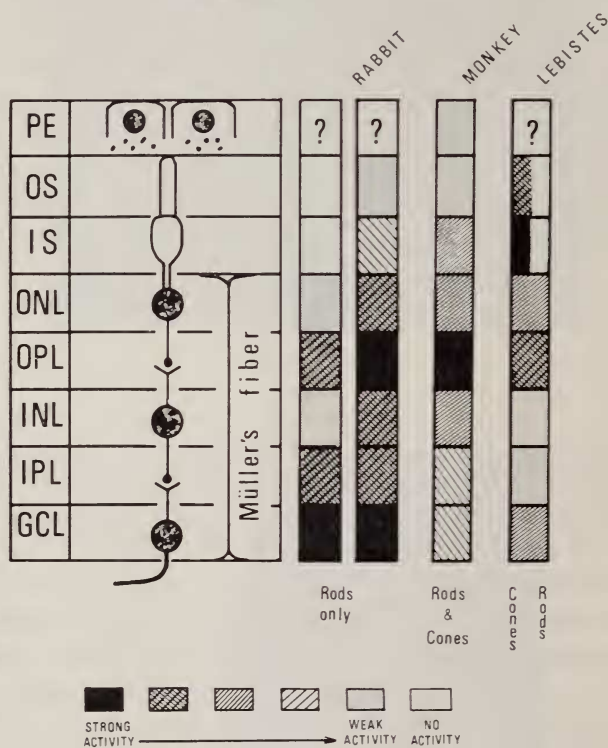 RABBIT
MONKEY
LEBISTES
PE ? ? ?
OS
IS
ONL
OPL
INL
IPL
GCL
Müller's fiber
Rods
only
Rods
&
Cones
Cones
Rods
STRONG
ACTIVITY
WEAK
ACTIVITY
NO
ACTIVITY